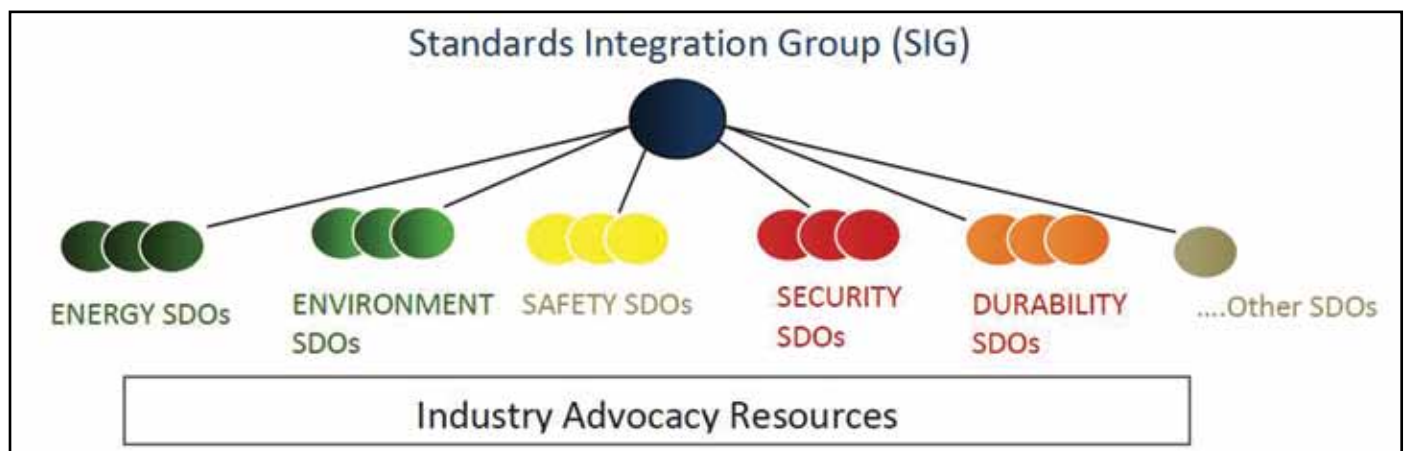 Standards Integration Group (SIG)
ENERGY SDOs
ENVIRONMENT
SDOs
SAFETY SDOs
SECURITY
SDOs
DURABILITY
SDOs
....Other SDOs
Industry Advocacy Resources